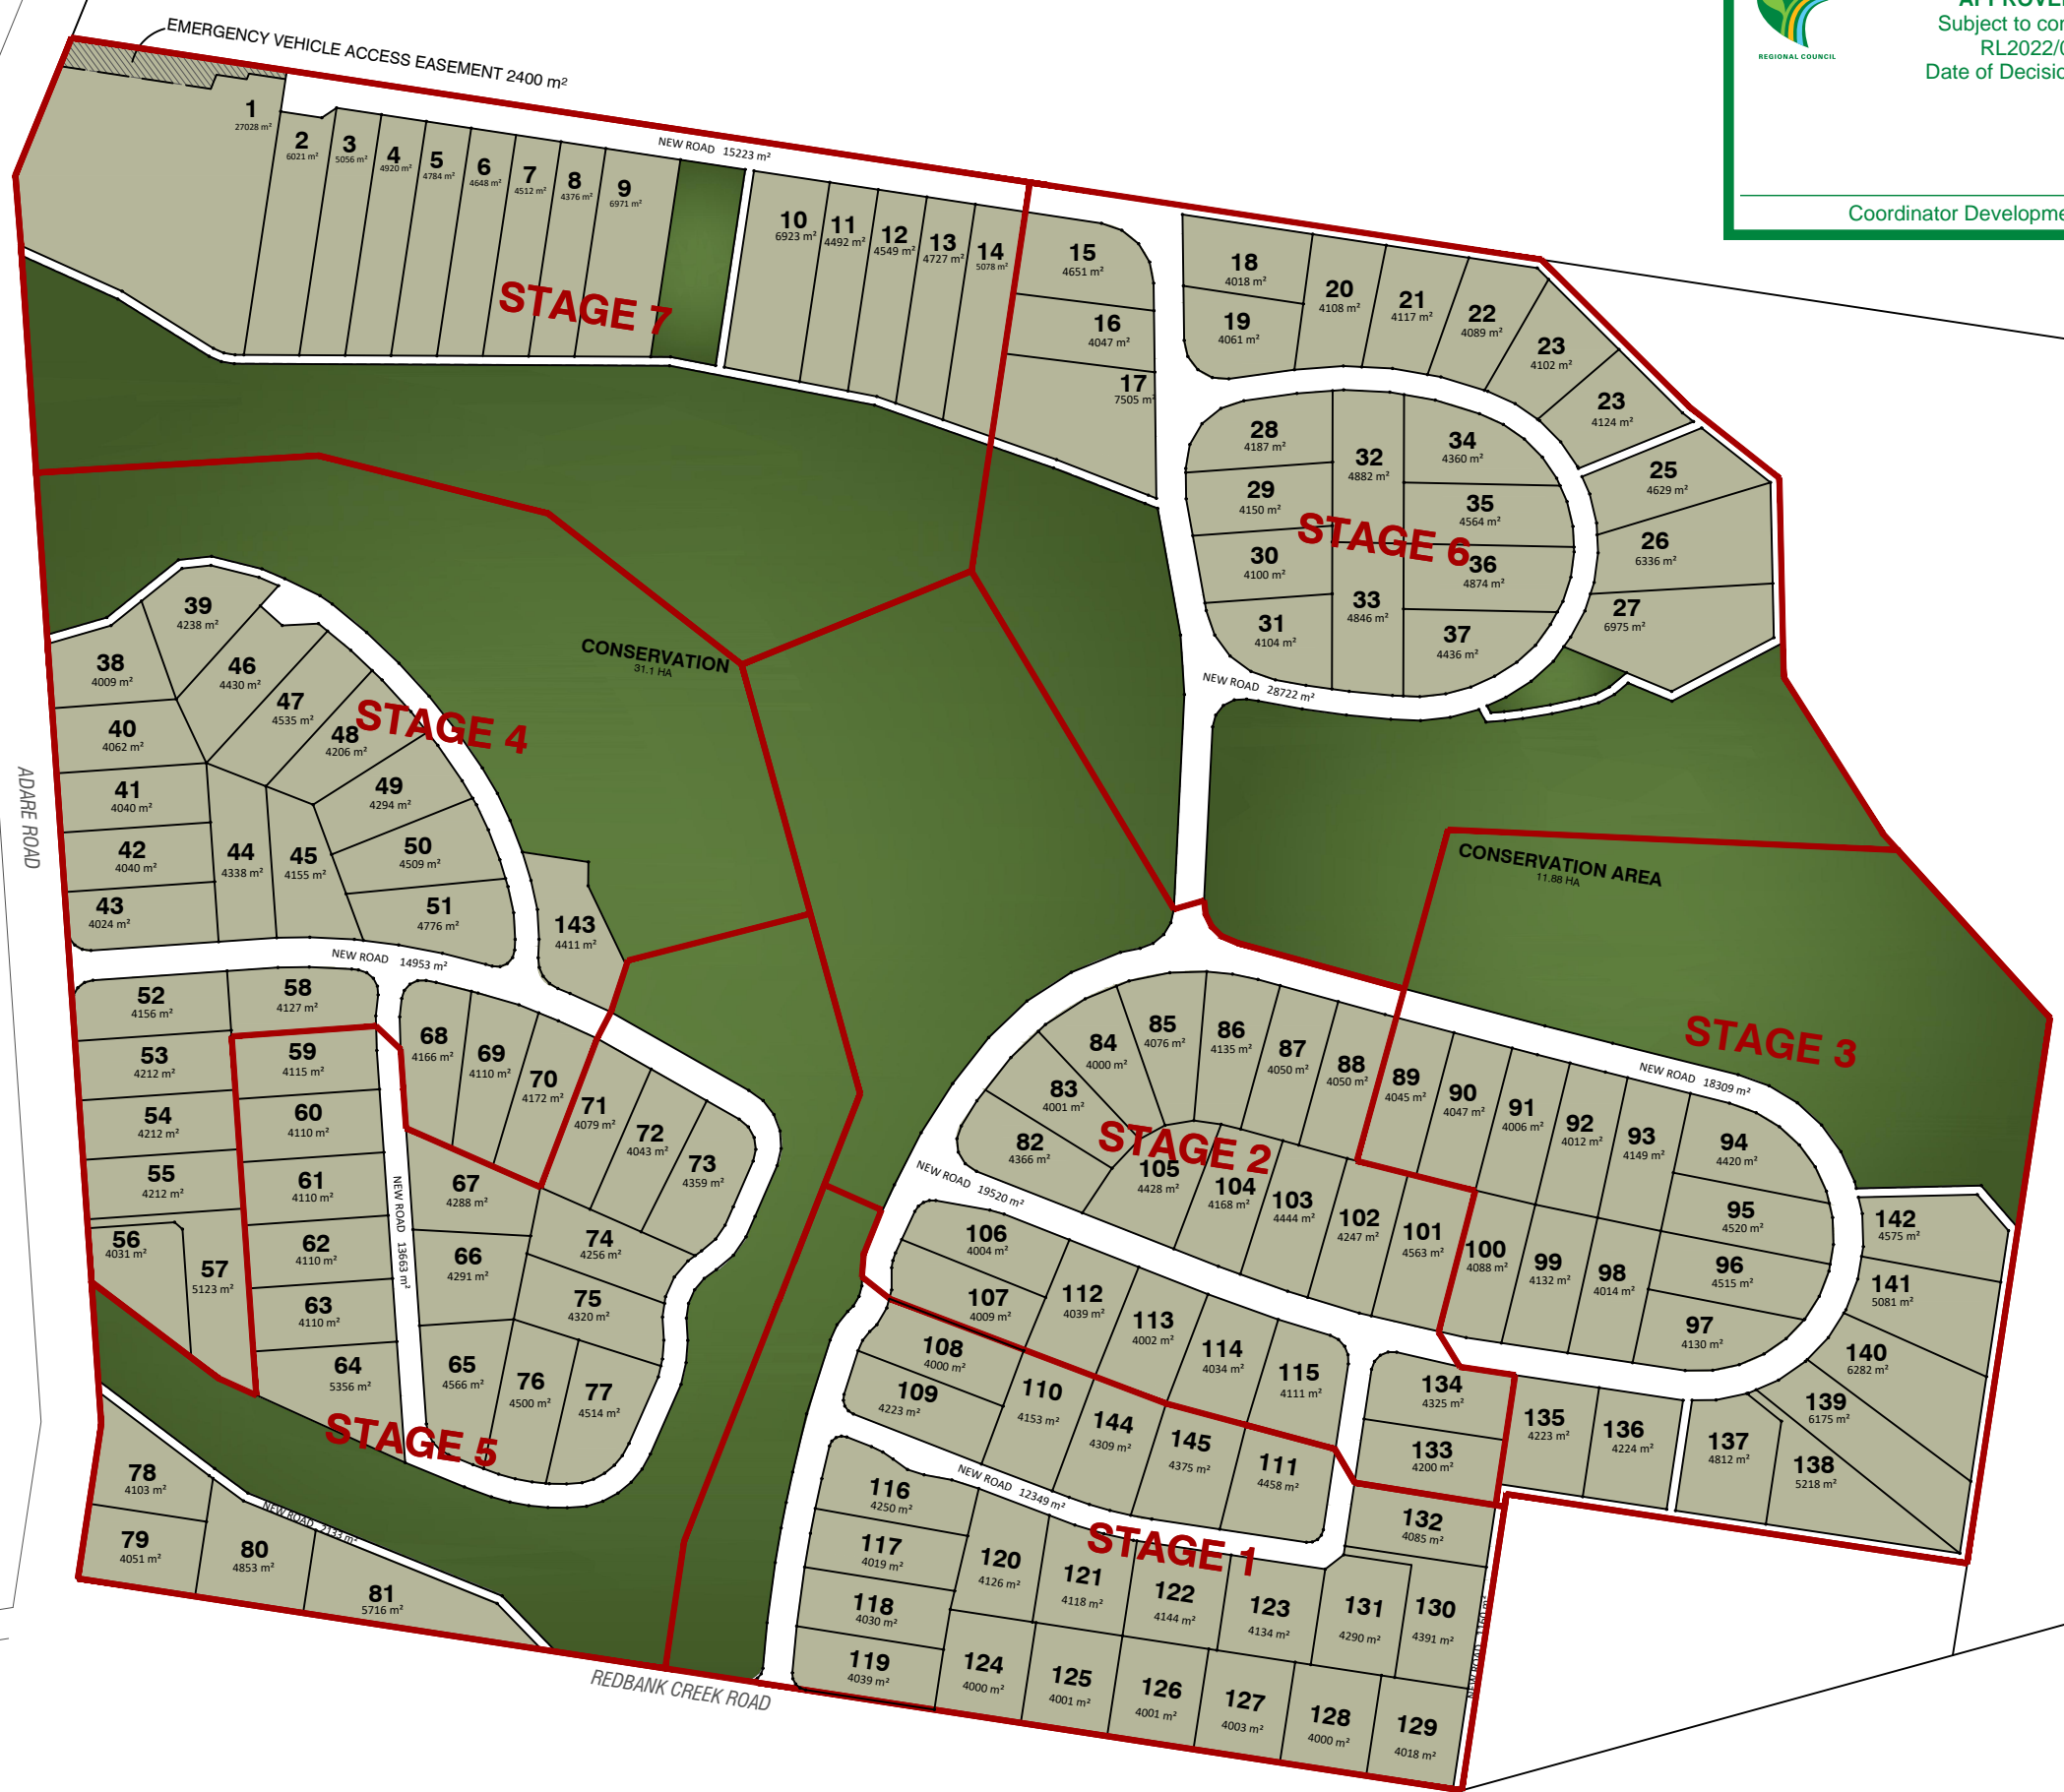 APPROVE
Subject to con
RL2022/0
Date of Decisio
REGIONAL COUNCIL
Coordinator Developme
EMERGENCY VEHICLE ACCESS EASEMENT 2400 m²
NEW ROAD 15223 m²
1
27028 m²
2
6021 m²
3
5056 m²
4
4920 m²
5
4784 m²
6
4648 m²
7
4512 m²
8
4376 m²
9
6971 m²
10
6923 m²
11
4492 m²
12
4549 m²
13
4727 m²
14
5078 m²
STAGE 7
15
4651 m²
16
4047 m²
17
7505 m²
18
4018 m²
19
4061 m²
20
4108 m²
21
4117 m²
22
4089 m²
23
4102 m²
23
4124 m²
25
4629 m²
26
6336 m²
27
6975 m²
28
4187 m²
29
4150 m²
30
4100 m²
31
4104 m²
32
4882 m²
33
4846 m²
34
4360 m²
35
4564 m²
36
4874 m²
37
4436 m²
STAGE 6
NEW ROAD 28722 m²
CONSERVATION
31.1 HA
CONSERVATION AREA
11.88 HA
ADARE ROAD
38
4009 m²
39
4238 m²
40
4062 m²
41
4040 m²
42
4040 m²
43
4024 m²
44
4338 m²
45
4155 m²
46
4430 m²
47
4535 m²
48
4206 m²
49
4294 m²
50
4509 m²
51
4776 m²
143
4411 m²
STAGE 4
NEW ROAD 14953 m²
52
4156 m²
53
4212 m²
54
4212 m²
55
4212 m²
56
4031 m²
57
5123 m²
58
4127 m²
59
4115 m²
60
4110 m²
61
4110 m²
62
4110 m²
63
4110 m²
64
5356 m²
NEW ROAD 13663 m²
65
4566 m²
66
4291 m²
67
4288 m²
68
4166 m²
69
4110 m²
70
4172 m²
71
4079 m²
72
4043 m²
73
4359 m²
74
4256 m²
75
4320 m²
76
4500 m²
77
4514 m²
STAGE 5
78
4103 m²
79
4051 m²
80
4853 m²
81
5716 m²
NEW ROAD 2133 m²
REDBANK CREEK ROAD
82
4366 m²
83
4001 m²
84
4000 m²
85
4076 m²
86
4135 m²
87
4050 m²
88
4050 m²
STAGE 2
105
4428 m²
104
4168 m²
103
4444 m²
102
4247 m²
101
4563 m²
NEW ROAD 19520 m²
STAGE 3
NEW ROAD 18309 m²
89
4045 m²
90
4047 m²
91
4006 m²
92
4012 m²
93
4149 m²
94
4420 m²
95
4520 m²
96
4515 m²
97
4130 m²
98
4014 m²
99
4132 m²
100
4088 m²
142
4575 m²
141
5081 m²
140
6282 m²
139
6175 m²
138
5218 m²
137
4812 m²
136
4224 m²
135
4223 m²
134
4325 m²
133
4200 m²
106
4004 m²
107
4009 m²
112
4039 m²
113
4002 m²
114
4034 m²
115
4111 m²
108
4000 m²
109
4223 m²
110
4153 m²
144
4309 m²
145
4375 m²
111
4458 m²
NEW ROAD 12349 m²
STAGE 1
116
4250 m²
117
4019 m²
118
4030 m²
119
4039 m²
120
4126 m²
121
4118 m²
122
4144 m²
123
4134 m²
124
4000 m²
125
4001 m²
126
4001 m²
127
4003 m²
128
4000 m²
129
4018 m²
130
4391 m²
131
4290 m²
132
4085 m²
NEW ROAD